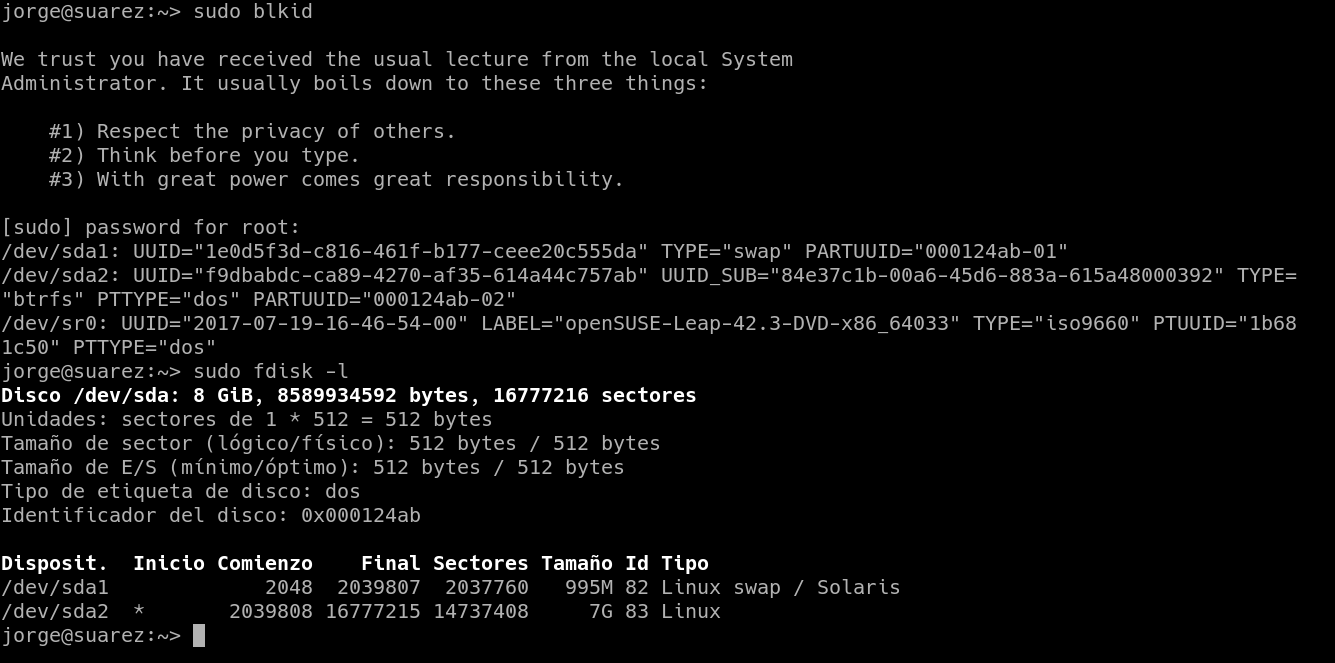 jorge@suarez:~> sudo blkid
We trust you have received the usual lecture from the local System
Administrator. It usually boils down to these three things:
#1) Respect the privacy of others.
#2) Think before you type.
#3) With great power comes great responsibility.
[sudo] password for root:
/dev/sda1: UUID="1e0d5f3d-c816-461f-b177-ceee20c555da" TYPE="swap" PARTUUID="000124ab-01"
/dev/sda2: UUID="f9dbabdc-ca89-4270-af35-614a44c757ab" UUID_SUB="84e37c1b-00a6-45d6-883a-615a48000392" TYPE=
"btrfs" PTTYPE="dos" PARTUUID="000124ab-02"
/dev/sr0: UUID="2017-07-19-16-46-54-00" LABEL="openSUSE-Leap-42.3-DVD-x86_64033" TYPE="iso9660" PTUUID="1b68
1c50" PTTYPE="dos"
jorge@suarez:~> sudo fdisk -l
Disco /dev/sda: 8 GiB, 8589934592 bytes, 16777216 sectores
Unidades: sectores de 1 * 512 = 512 bytes
Tamaño de sector (lógico/físico): 512 bytes / 512 bytes
Tamaño de E/S (mínimo/óptimo): 512 bytes / 512 bytes
Tipo de etiqueta de disco: dos
Identificador del disco: 0x000124ab
Disposit.  Inicio Comienzo    Final Sectores Tamaño Id Tipo
/dev/sda1             2048  2039807  2037760   995M 82 Linux swap / Solaris
/dev/sda2  *       2039808 16777215 14737408     7G 83 Linux
jorge@suarez:~>